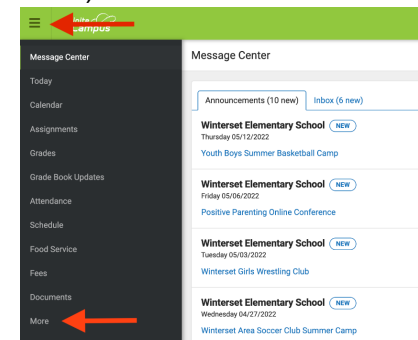 Campus
Message Center
Today
Calendar
Assignments
Grades
Grade Book Updates
Attendance
Schedule
Food Service
Fees
Documents
More
Message Center
Announcements (10 new) Inbox (6 new)
Winterset Elementary School NEW
Thursday 05/12/2022
Youth Boys Summer Basketball Camp
Winterset Elementary School NEW
Friday 05/06/2022
Positive Parenting Online Conference
Winterset Elementary School NEW
Tuesday 05/03/2022
Winterset Girls Wrestling Club
Winterset Elementary School NEW
Wednesday 04/27/2022
Winterset Area Soccer Club Summer Camp